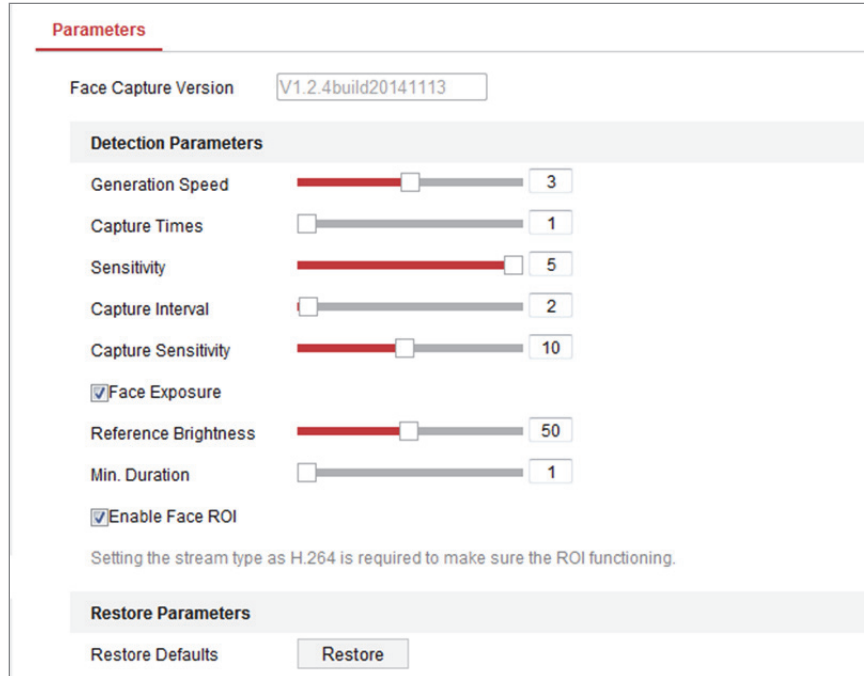 Parameters
Face Capture Version V1.2.4build20141113
Detection Parameters
Generation Speed 3
Capture Times 1
Sensitivity 5
Capture Interval 2
Capture Sensitivity 10
Face Exposure
Reference Brightness 50
Min. Duration 1
Enable Face ROI
Setting the stream type as H.264 is required to make sure the ROI functioning.
Restore Parameters
Restore Defaults Restore